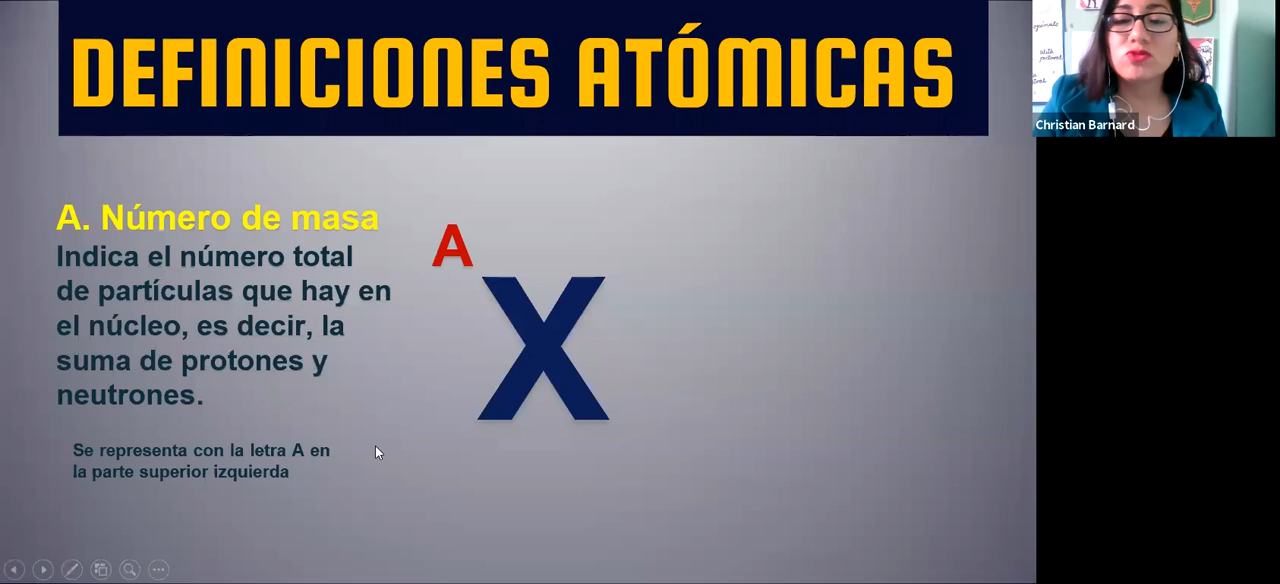 DEFINICIONES ATÓMICAS
A. Número de masa
Indica el número total
de partículas que hay en
el núcleo, es decir, la
suma de protones y
neutrones.
Se representa con la letra A en
la parte superior izquierda
A
X
Christian Barnard